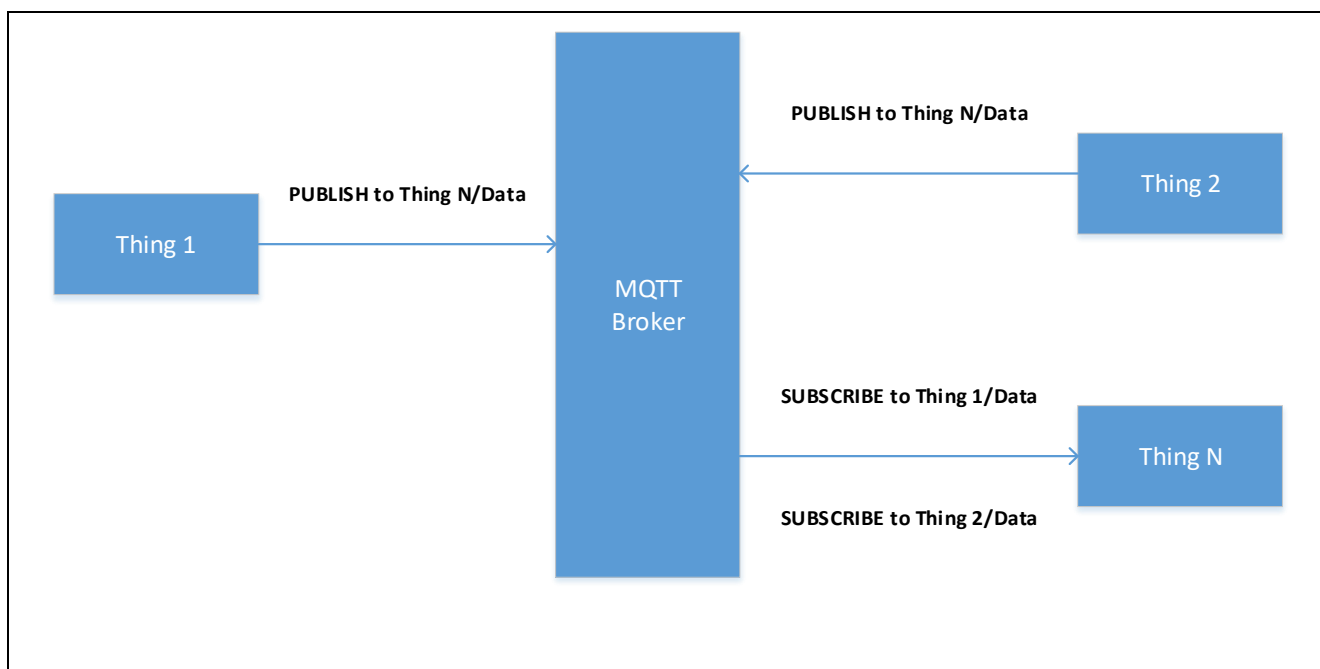 PUBLISH to Thing N/Data
Thing 2
PUBLISH to Thing N/Data
Thing 1
MQTT
Broker
SUBSCRIBE to Thing 1/Data
Thing N
SUBSCRIBE to Thing 2/Data